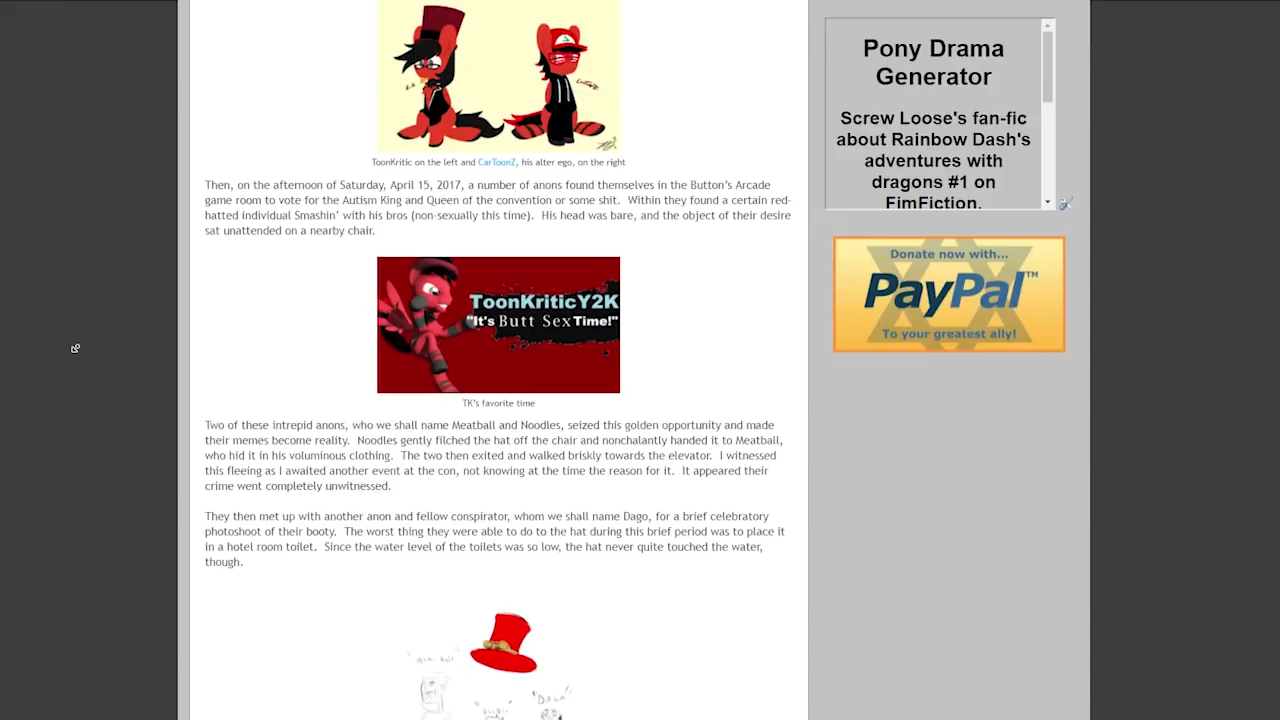 ToonKritic on the left and CarToonZ, his alter ego, on the right
Then, on the afternoon of Saturday, April 15, 2017, a number of anons found themselves in the Button's Arcade
game room to vote for the Autism King and Queen of the convention or some shit.  Within they found a certain red-
hatted individual Smashin' with his bros (non-sexually this time).  His head was bare, and the object of their desire
sat unattended on a nearby chair.
ToonKriticY2K
"It's Butt Sex Time!"
TK's favorite time
Two of these intrepid anons, who we shall name Meatball and Noodles, seized this golden opportunity and made
their memes become reality.  Noodles gently filched the hat off the chair and nonchalantly handed it to Meatball,
who hid it in his voluminous clothing.  The two then exited and walked briskly towards the elevator.  I witnessed
this fleeing as I awaited another event at the con, not knowing at the time the reason for it.  It appeared their
crime went completely unwitnessed.
They then met up with another anon and fellow conspirator, whom we shall name Dago, for a brief celebratory
photoshoot of their booty.  The worst thing they were able to do to the hat during this brief period was to place it
in a hotel room toilet.  Since the water level of the toilets was so low, the hat never quite touched the water,
though.
Pony Drama
Generator
Screw Loose's fan-fic
about Rainbow Dash's
adventures with
dragons #1 on
FimFiction.
Donate now with...
PayPal™
To your greatest ally!